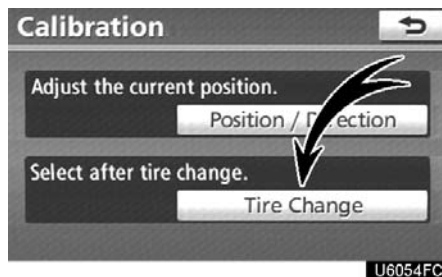 Calibration
Adjust the current position.
Position / Direction
Select after tire change.
Tire Change
U6054FC